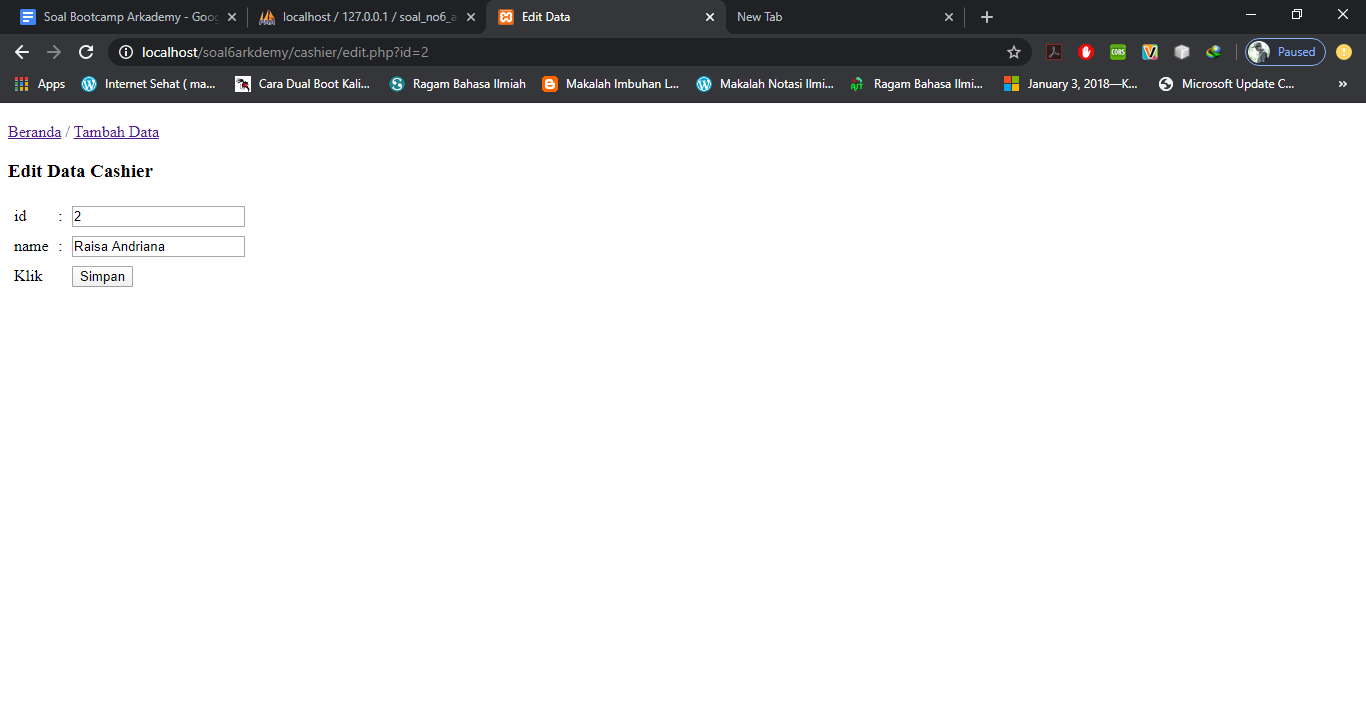 Soal Bootcamp Arkademy - Goo
localhost / 127.0.0.1 / soal_no6_a
Edit Data
New Tab
localhost/soal6arkdemy/cashier/edit.php?id=2
CORS
Paused
Apps
Internet Sehat ( ma...
Cara Dual Boot Kali...
Ragam Bahasa Ilmiah
Makalah Imbuhan L...
Makalah Notasi Ilmi...
Ragam Bahasa Ilmi...
January 3, 2018—K...
Microsoft Update C...
»
Beranda / Tambah Data
Edit Data Cashier
id : 2
name : Raisa Andriana
Klik Simpan